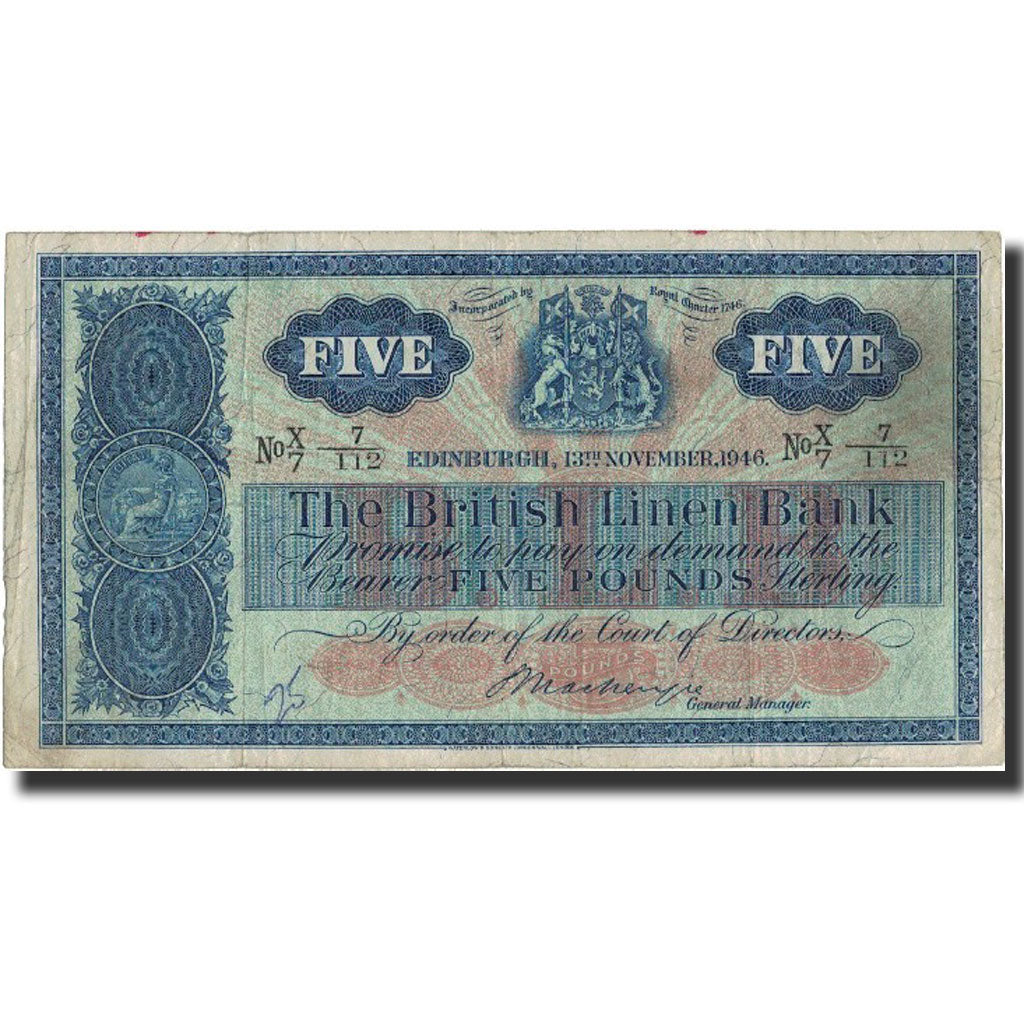 Incorporated by Royal Charter 1746.
FIVE FIVE
No X/7 7/112 No X/7 7/112
EDINBURGH, 13TH NOVEMBER, 1946.
The British Linen Bank
Promise to pay on demand to the
Bearer FIVE POUNDS Sterling
By order of the Court of Directors,
POUNDS
General Manager.